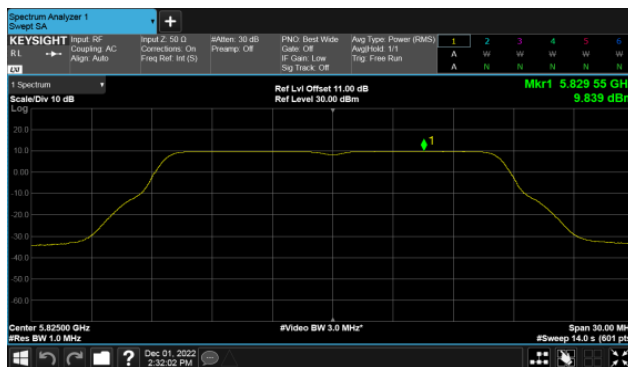 Spectrum Analyzer 1
Swept SA
+
KEYSIGHT Input: RF Input Z: 50 Ω #Atten: 30 dB PNO: Best Wide Avg Type: Power (RMS) 1 2 3 4 5 6
RL Coupling: AC Corrections: On Preamp: Off Gate: Off Avg|Hold: 1/1 A W W W W W
Align: Auto Freq Ref: Int (S) IF Gain: Low Trig: Free Run
Sig Track: Off A N N N N N
LXI
1 Spectrum
Ref Lvl Offset 11.00 dB Mkr1 5.829 55 GH
Scale/Div 10 dB Ref Level 30.00 dBm 9.839 dBm
Log
20.0
10.0
0.00
-10.0
-20.0
-30.0
-40.0
-50.0
-60.0
1
Center 5.82500 GHz #Video BW 3.0 MHz* Span 30.00 MH
#Res BW 1.0 MHz #Sweep 14.0 s (601 pts
? Dec 01, 2022
2:32:02 PM